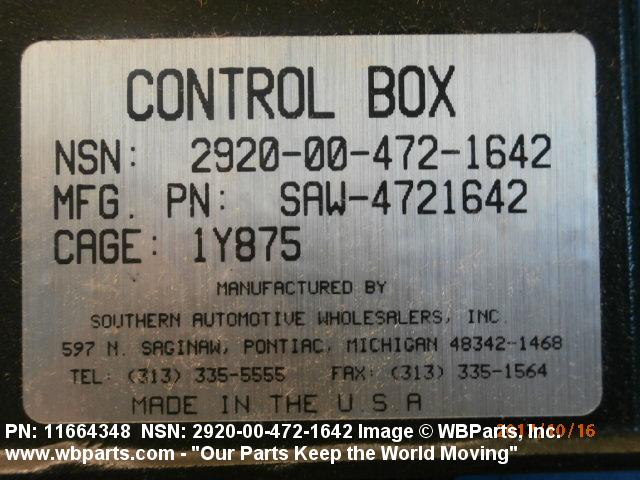 CONTROL BOX
NSN: 2920-00-472-1642
MFG. PN: SAW-4721642
CAGE: 1Y875
MANUFACTURED BY
SOUTHERN AUTOMOTIVE WHOLESALERS, INC.
597 N. SAGINAW, PONTIAC, MICHIGAN 48342-1468
TEL: (313) 335-5555 FAX: (313) 335-1564
MADE IN THE U.S.A
PN: 11664348 NSN: 2920-00-472-1642 Image © WBParts, Inc.
www.wbparts.com - "Our Parts Keep the World Moving"